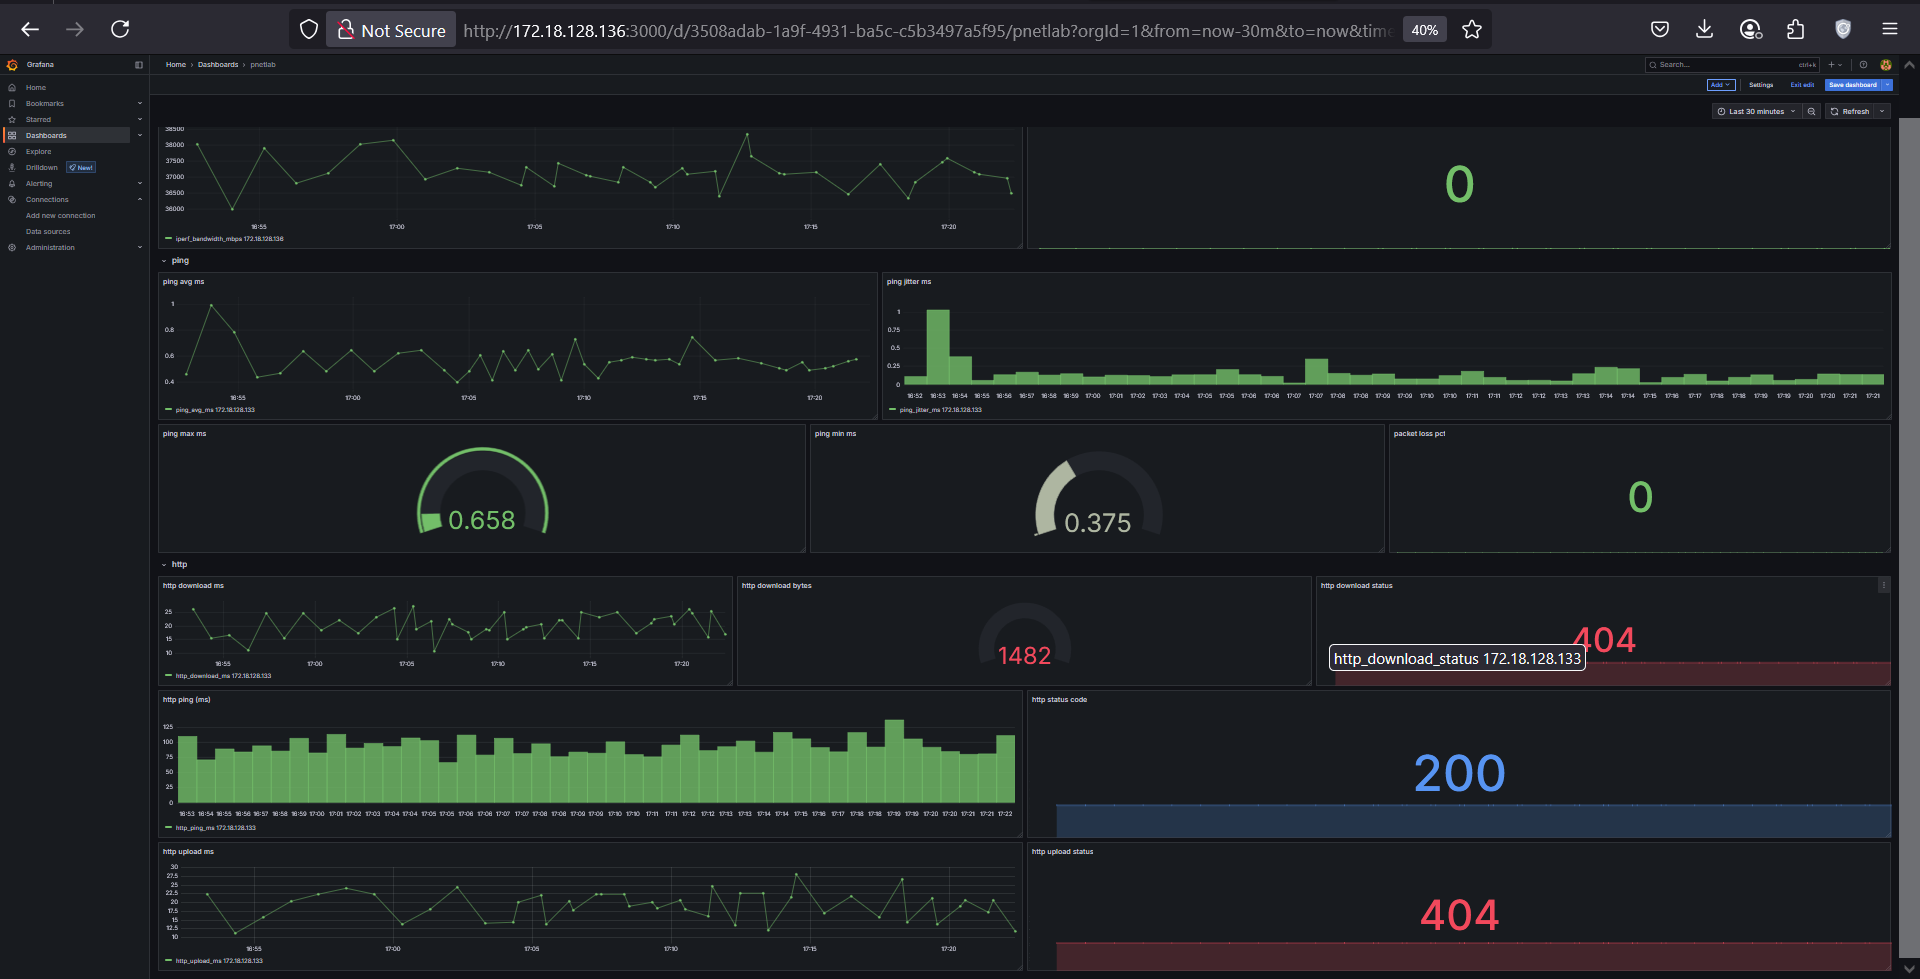 Not Secure
http://172.18.128.136:3000/d/3508adab-1a9f-4931-ba5c-c5b3497a5f95/pnetlab?orgId=1&from=now-30m&to=now&time
40%
Grafana
Home › Dashboards › pnetlab
Search...
ctrl+k
Home
Bookmarks
Starred
Dashboards
Explore
Drilldown
New!
Alerting
Connections
Add new connection
Data sources
Administration
Add
Settings
Exit edit
Save dashboard
Last 30 minutes
Refresh
38500
38000
37500
37000
36500
36000
16:55 17:00 17:05 17:10 17:15 17:20
iperf_bandwidth_mbps 172.18.128.136
0
ping
ping avg ms
1
0.8
0.6
0.4
16:55 17:00 17:05 17:10 17:15 17:20
ping_avg_ms 172.18.128.133
ping jitter ms
1
0.75
0.5
0.25
0
16:52 16:53 16:54 16:55 16:56 16:57 16:58 16:59 17:00 17:01 17:02 17:03 17:04 17:05 17:05 17:06 17:06 17:07 17:07 17:08 17:08 17:09 17:09 17:10 17:10 17:11 17:11 17:12 17:12 17:13 17:13 17:14 17:14 17:15 17:16 17:17 17:18 17:18 17:19 17:19 17:20 17:20 17:21 17:21
ping_jitter_ms 172.18.128.133
ping max ms
0.658
ping min ms
0.375
packet loss pct
0
http
http download ms
25
20
15
10
16:55 17:00 17:05 17:10 17:15 17:20
http_download_ms 172.18.128.133
http download bytes
1482
http download status
404
http_download_status 172.18.128.133
http ping (ms)
125
100
75
50
25
0
16:53 16:54 16:55 16:56 16:57 16:58 16:59 17:00 17:01 17:02 17:03 17:04 17:04 17:05 17:05 17:06 17:06 17:07 17:07 17:08 17:08 17:09 17:09 17:10 17:10 17:11 17:11 17:12 17:12 17:13 17:13 17:14 17:14 17:15 17:16 17:17 17:18 17:18 17:19 17:19 17:20 17:20 17:21 17:21 17:22
http_ping_ms 172.18.128.133
http status code
200
http upload ms
30
27.5
25
22.5
20
17.5
15
12.5
10
16:55 17:00 17:05 17:10 17:15 17:20
http_upload_ms 172.18.128.133
http upload status
404